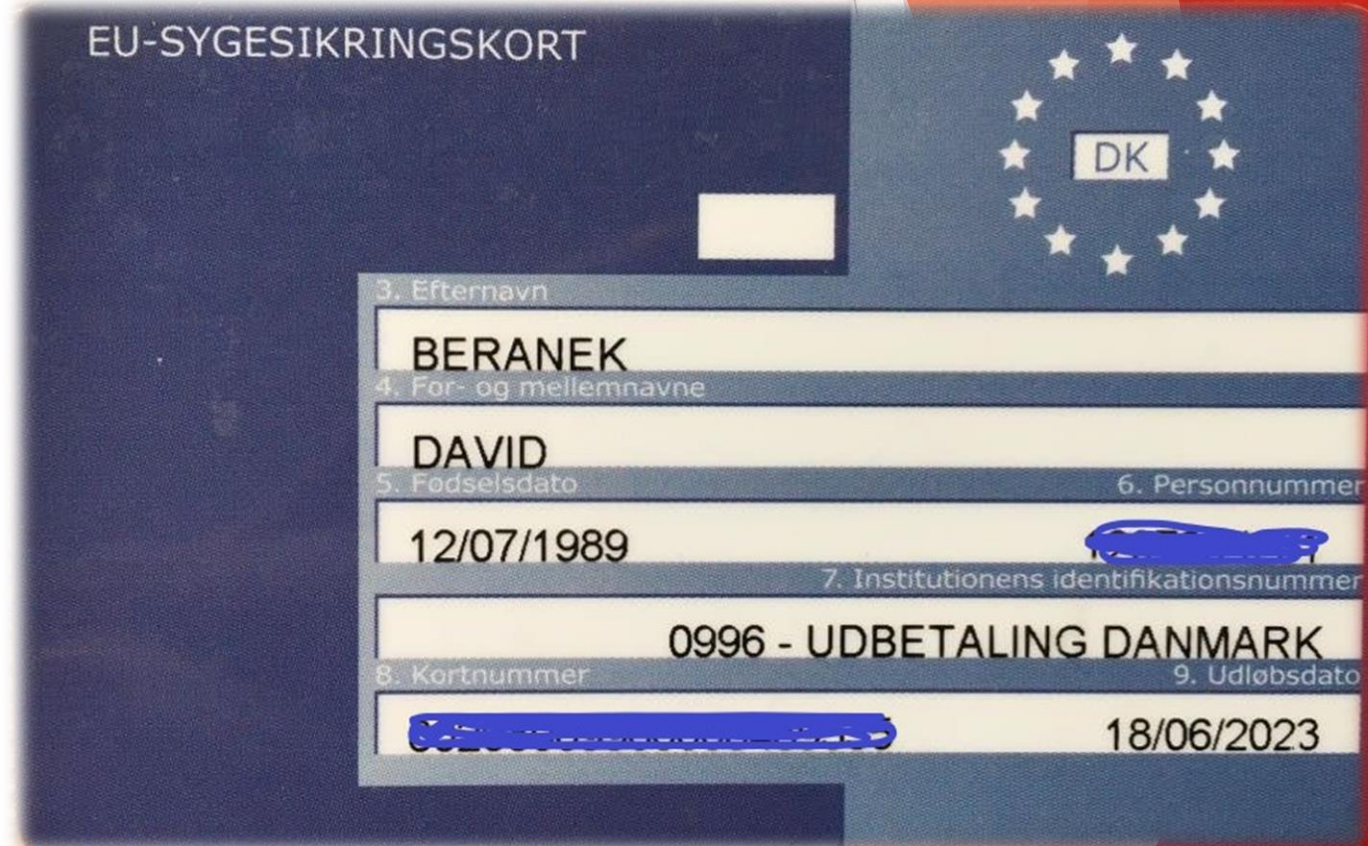 EU-SYGESIKRINGSKORT
DK
3. Efternavn
BERANEK
4. For- og mellemnavne
DAVID
5. Fødselsdato 6. Personnummer
12/07/1989
7. Institutionens identifikationsnummer
0996 - UDBETALING DANMARK
8. Kortnummer 9. Udløbsdato
18/06/2023